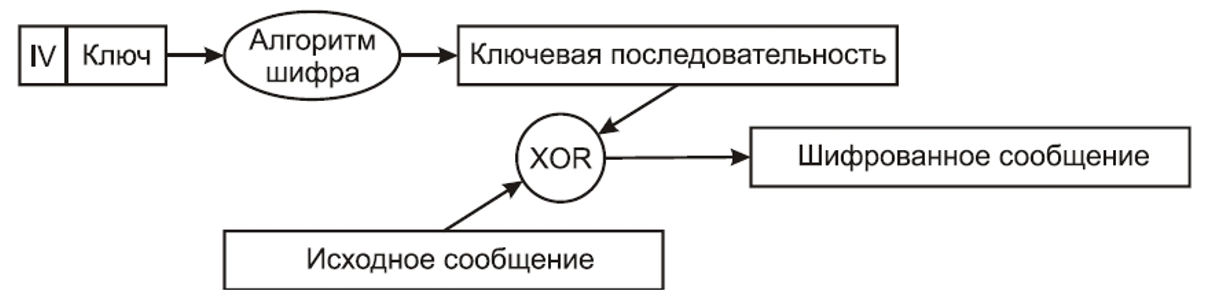 IV
Ключ
Алгоритм
шифра
Ключевая последовательность
XOR
Шифрованное сообщение
Исходное сообщение